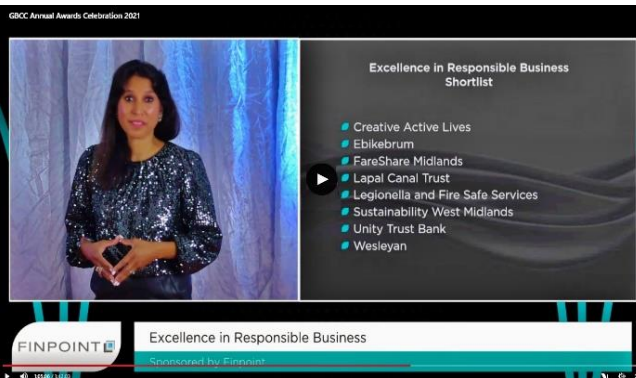 GBCC Annual Awards Celebration 2021
Excellence in Responsible Business
Shortlist
Creative Active Lives
Ebikebrum
FareShare Midlands
Lapal Canal Trust
Legionella and Fire Safe Services
Sustainability West Midlands
Unity Trust Bank
Wesleyan
FINPOINT
Excellence in Responsible Business
Sponsored by Finpoint